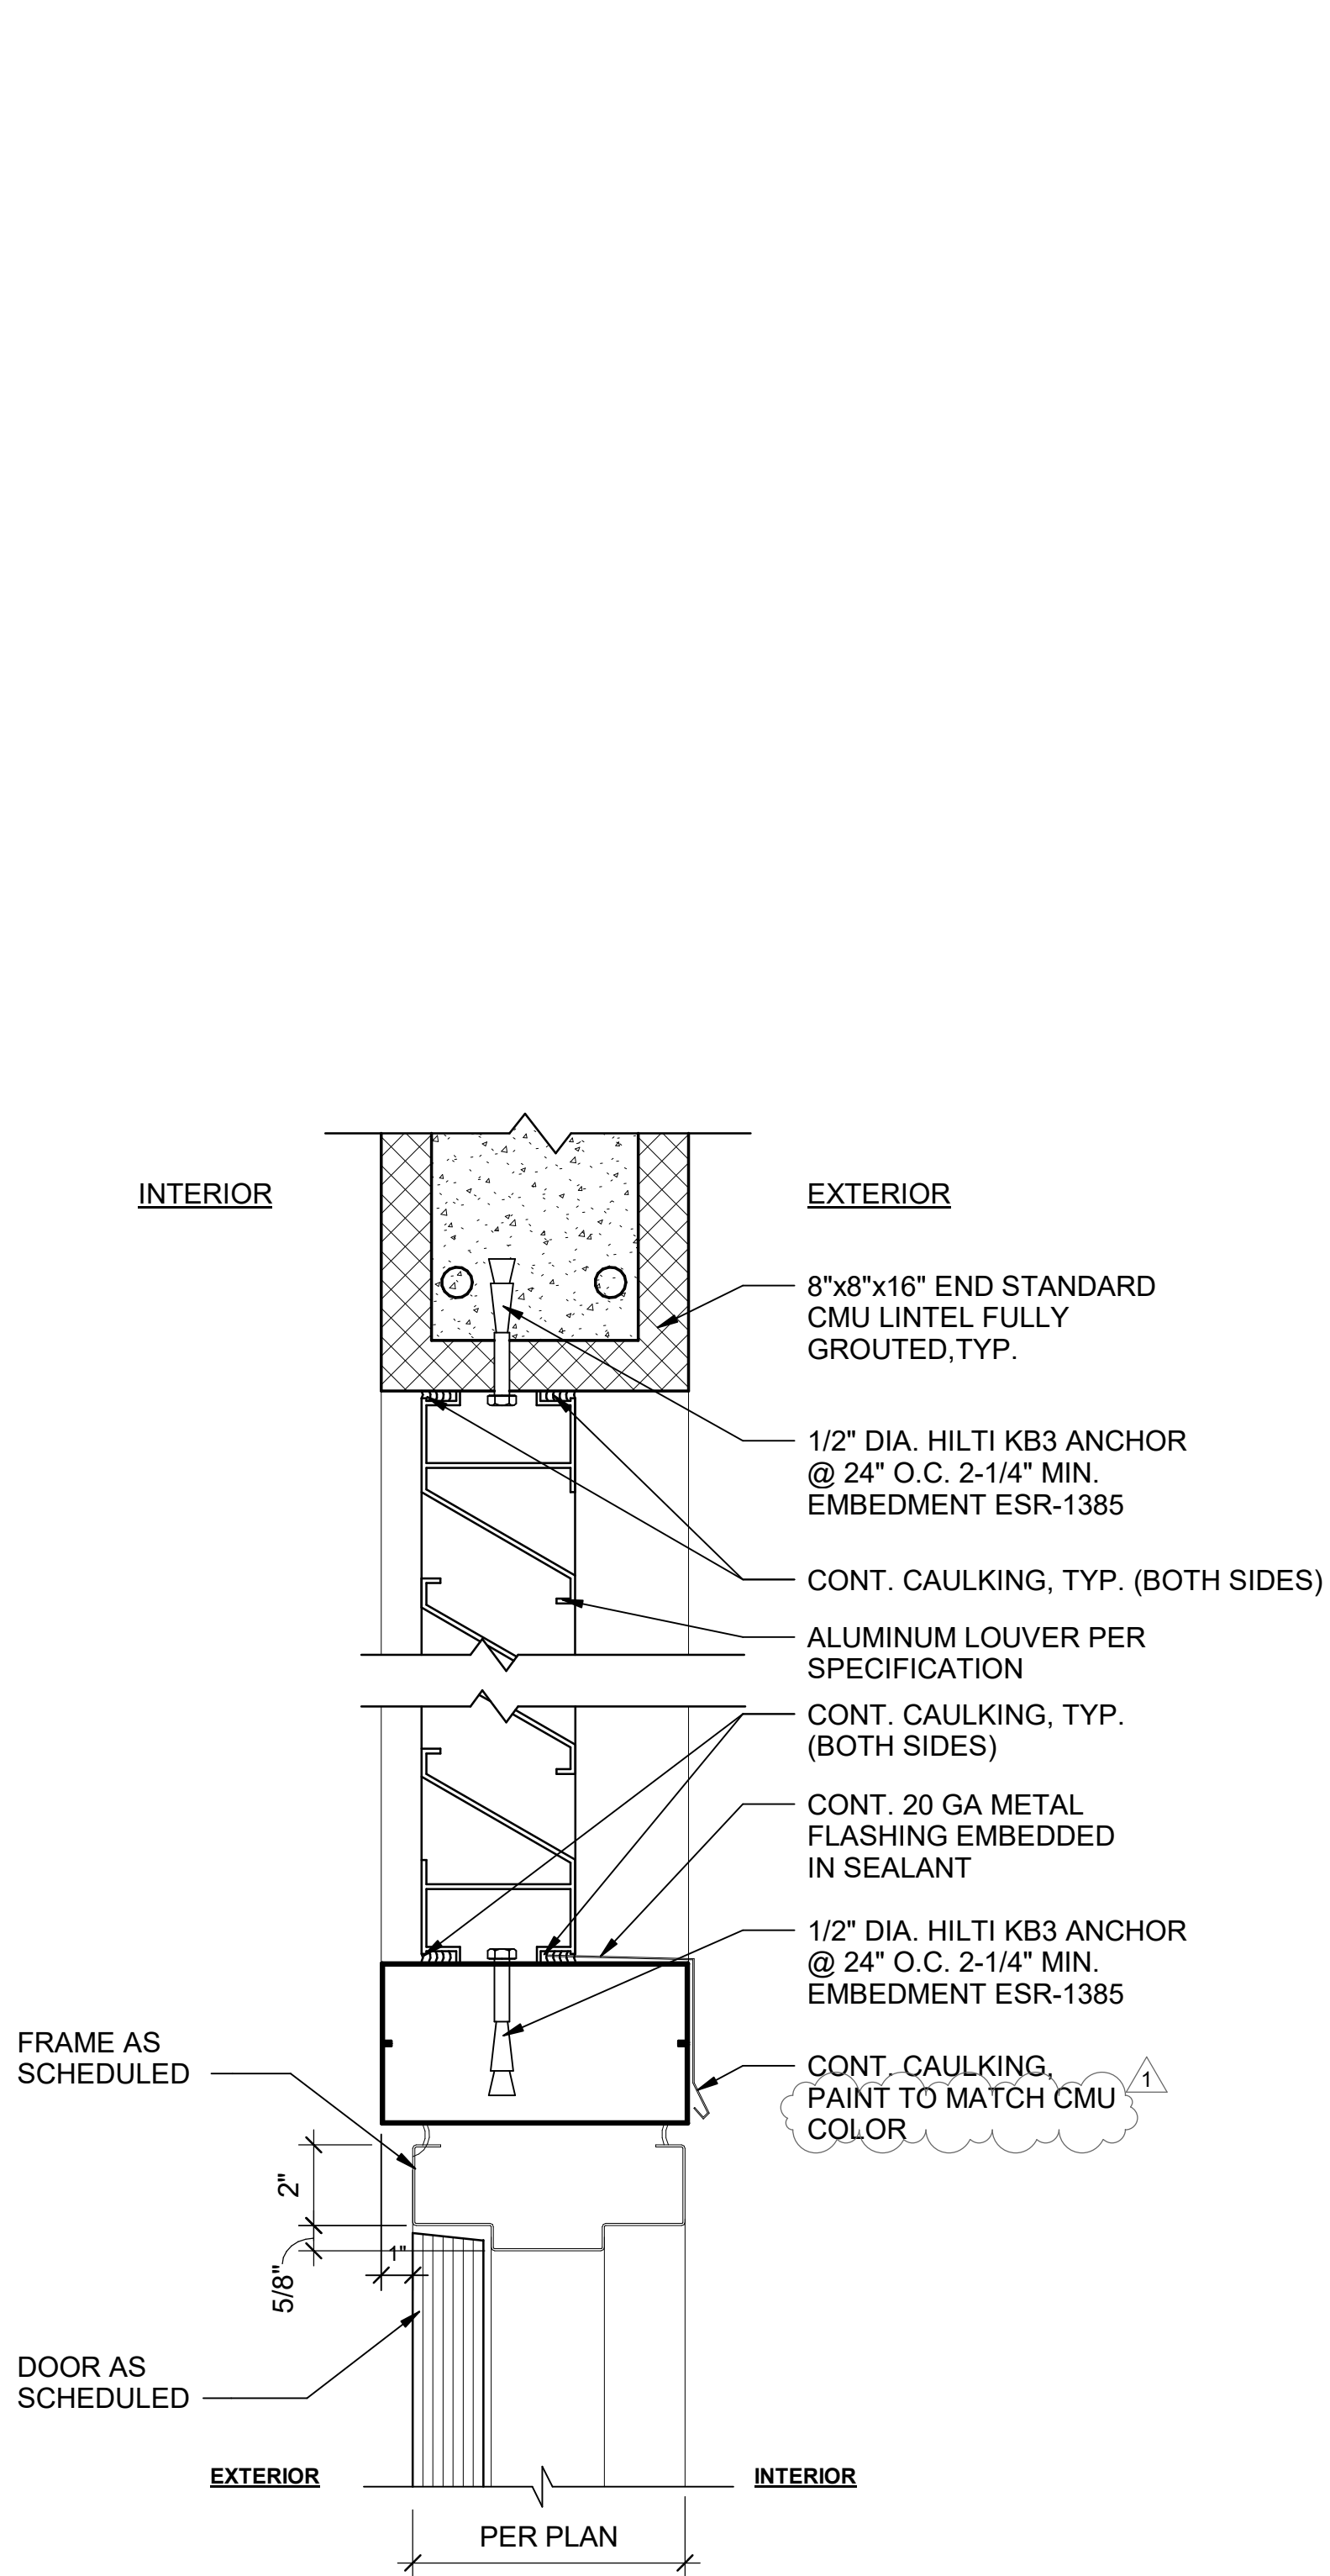 INTERIOR
EXTERIOR
8"x8"x16" END STANDARD
CMU LINTEL FULLY
GROUTED,TYP.
1/2" DIA. HILTI KB3 ANCHOR
@ 24" O.C. 2-1/4" MIN.
EMBEDMENT ESR-1385
CONT. CAULKING, TYP. (BOTH SIDES)
ALUMINUM LOUVER PER
SPECIFICATION
CONT. CAULKING, TYP.
(BOTH SIDES)
CONT. 20 GA METAL
FLASHING EMBEDDED
IN SEALANT
1/2" DIA. HILTI KB3 ANCHOR
@ 24" O.C. 2-1/4" MIN.
EMBEDMENT ESR-1385
FRAME AS
SCHEDULED
CONT. CAULKING,
PAINT TO MATCH CMU
COLOR
1
2"
1"
5/8"
DOOR AS
SCHEDULED
EXTERIOR
INTERIOR
PER PLAN